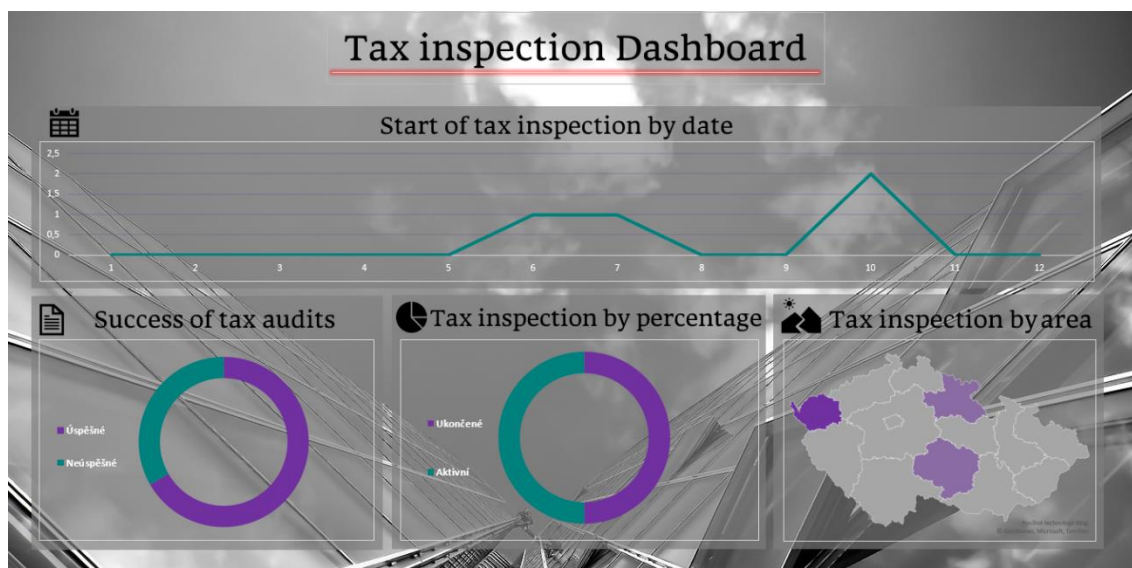 Tax inspection Dashboard
Start of tax inspection by date
2,5
2
1,5
1
0,5
0
1 2 3 4 5 6 7 8 9 10 11 12
Success of tax audits
Úspěšné
Neúspěšné
Tax inspection by percentage
Ukončené
Aktivní
Tax inspection by area